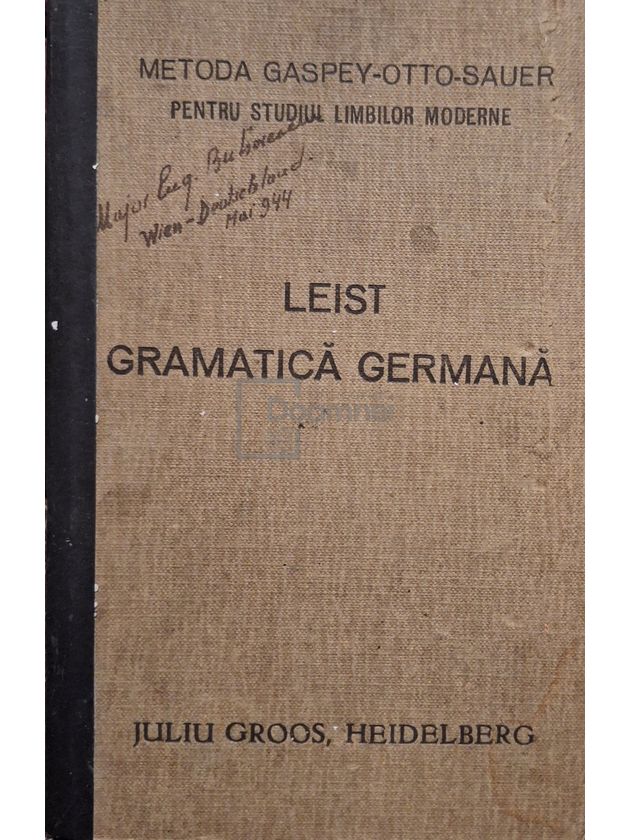 METODA GASPEY-OTTO-SAUER
PENTRU STUDIUL LIMBILOR MODERNE
Major Eug.
Wien-Deutschland.
Mai 944
LEIST
GRAMATICĂ GERMANĂ
JULIU GROOS, HEIDELBERG